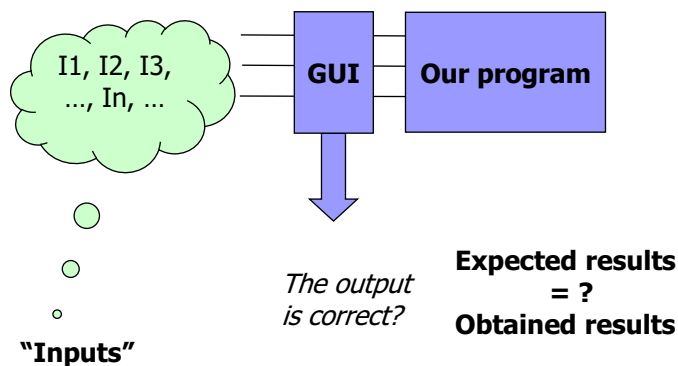 I1, I2, I3,
…, In, …
GUI
Our program
The output
is correct?
Expected results
= ?
Obtained results
“Inputs”